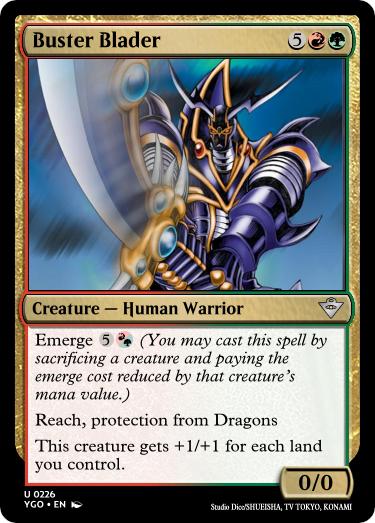 Buster Blader 5
Creature — Human Warrior
Emerge 5 (You may cast this spell by
sacrificing a creature and paying the
emerge cost reduced by that creature's
mana value.)
Reach, protection from Dragons
This creature gets +1/+1 for each land
you control.
0/0
U 0226
YGO • EN
Studio Dice/SHUEISHA, TV TOKYO, KONAMI